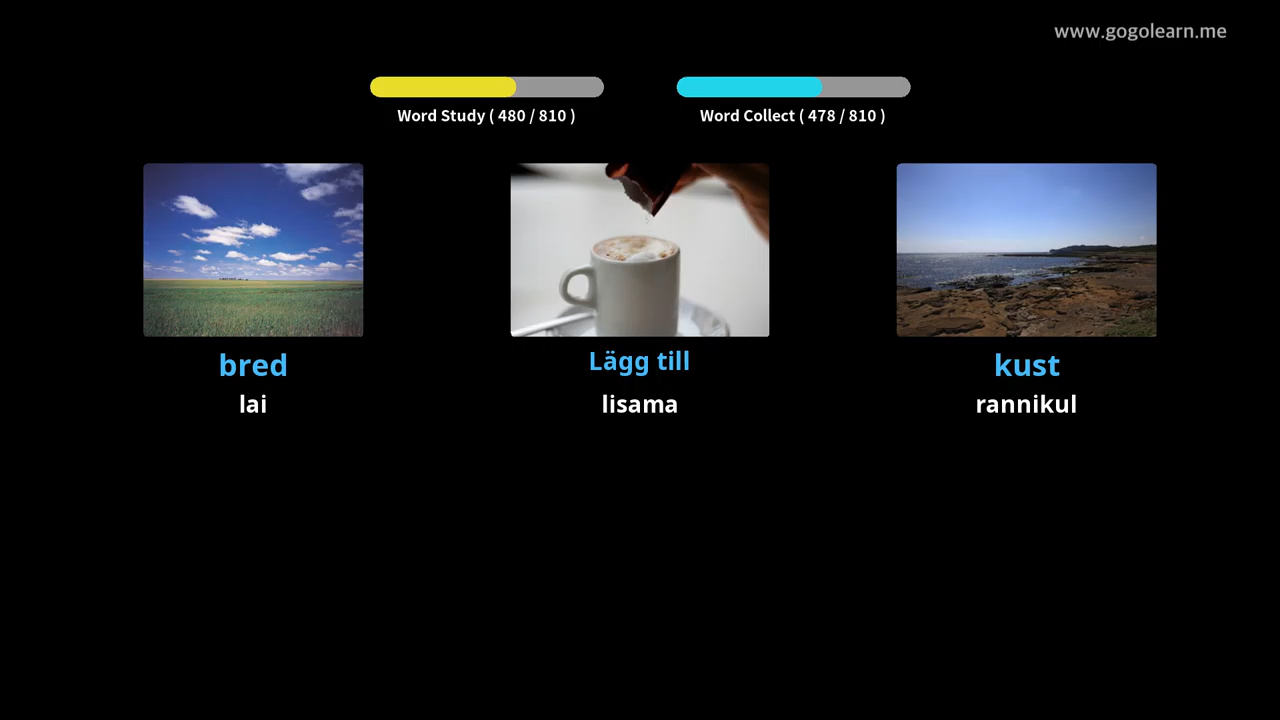 www.gogolearn.me
Word Study ( 480 / 810 )
Word Collect ( 478 / 810 )
bred
Lägg till
kust
lai
lisama
rannikul